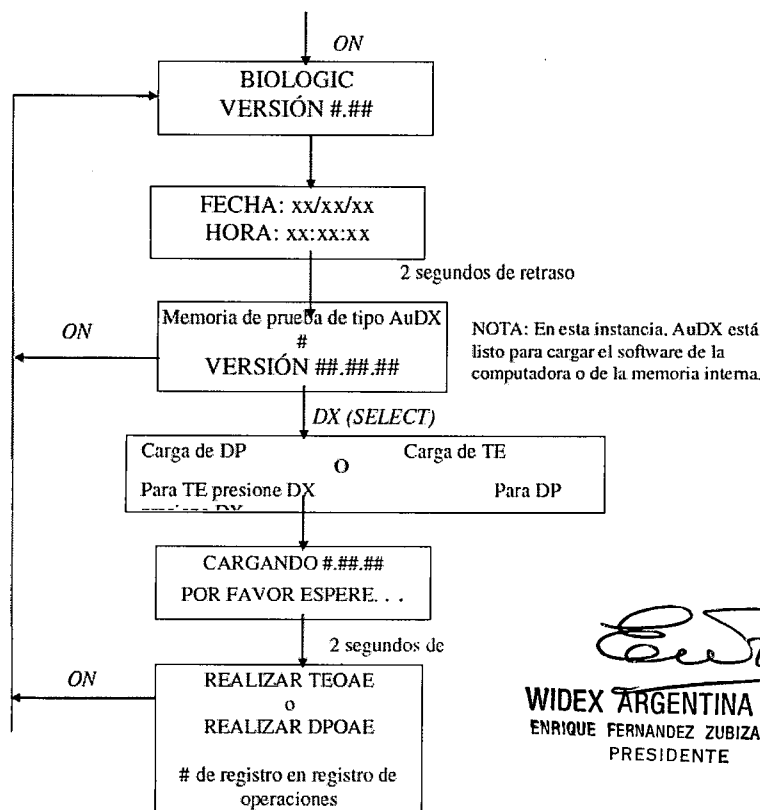 ON
BIOLOGIC
VERSIÓN #.##
FECHA: xx/xx/xx
HORA: xx:xx:xx
2 segundos de retraso
Memoria de prueba de tipo AuDX
#
VERSIÓN ##.##.##
ON
NOTA: En esta instancia, AuDX está
listo para cargar el software de la
computadora o de la memoria interna.
DX (SELECT)
Carga de DP O Carga de TE
Para TE presione DX Para DP
presione DX
CARGANDO #.##.##
POR FAVOR ESPERE. . .
2 segundos de
ON
REALIZAR TEOAE
o
REALIZAR DPOAE
# de registro en registro de
operaciones
WIDEX ARGENTINA
ENRIQUE FERNANDEZ ZUBIZA
PRESIDENTE